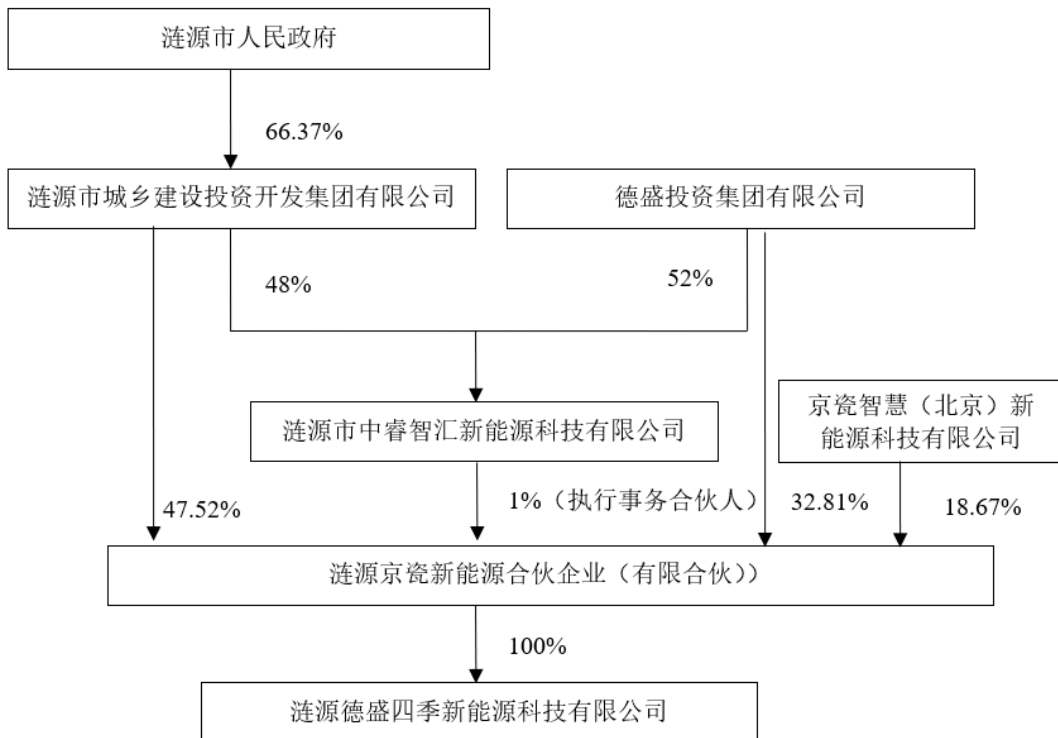 涟源市人民政府
66.37%
涟源市城乡建设投资开发集团有限公司
德盛投资集团有限公司
48%
52%
涟源市中睿智汇新能源科技有限公司
京瓷智慧（北京）新
能源科技有限公司
47.52%
1%（执行事务合伙人）
32.81%
18.67%
涟源京瓷新能源合伙企业（有限合伙））
100%
涟源德盛四季新能源科技有限公司